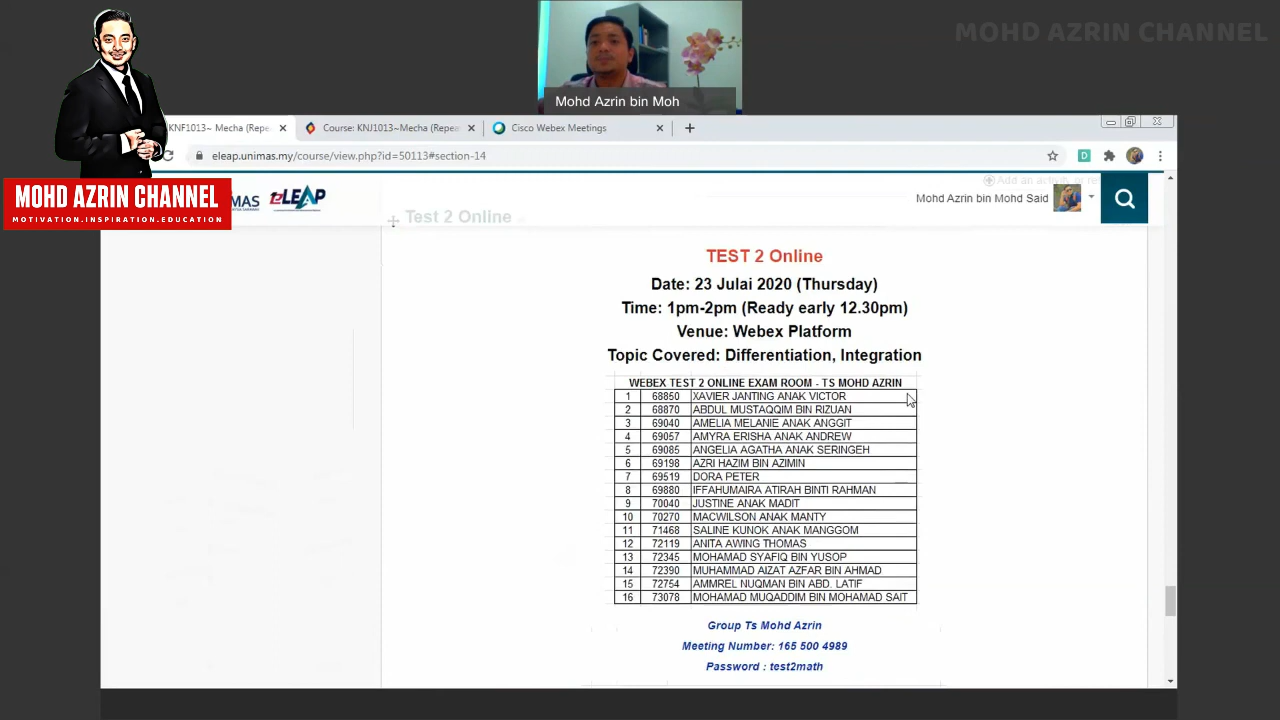 MOHD AZRIN CHANNEL
Mohd Azrin bin Moh
KNF1013~ Mecha (Repe
Course: KNJ1013~Mecha (Repea
Cisco Webex Meetings
eleap.unimas.my/course/view.php?id=50113#section-14
MOHD AZRIN CHANNEL
MOTIVATION.INSPIRATION.EDUCATION
MAS
eLEAP
Add an activity or re
Mohd Azrin bin Mohd Said
Test 2 Online
TEST 2 Online
Date: 23 Julai 2020 (Thursday)
Time: 1pm-2pm (Ready early 12.30pm)
Venue: Webex Platform
Topic Covered: Differentiation, Integration
WEBEX TEST 2 ONLINE EXAM ROOM - TS MOHD AZRIN
1 68850 XAVIER JANTING ANAK VICTOR
2 68870 ABDUL MUSTAQQIM BIN RIZUAN
3 69040 AMELIA MELANIE ANAK ANGGIT
4 69057 AMYRA ERISHA ANAK ANDREW
5 69085 ANGELIA AGATHA ANAK SERINGEH
6 69198 AZRI HAZIM BIN AZIMIN
7 69519 DORA PETER
8 69880 IFFAHUMAIRA ATIRAH BINTI RAHMAN
9 70040 JUSTINE ANAK MADIT
10 70270 MACWILSON ANAK MANTY
11 71468 SALINE KUNOK ANAK MANGGOM
12 72119 ANITA AWING THOMAS
13 72345 MOHAMAD SYAFIQ BIN YUSOP
14 72390 MUHAMMAD AIZAT AZFAR BIN AHMAD
15 72754 AMMREL NUQMAN BIN ABD. LATIF
16 73078 MOHAMAD MUQADDIM BIN MOHAMAD SAIT
Group Ts Mohd Azrin
Meeting Number: 165 500 4989
Password : test2math